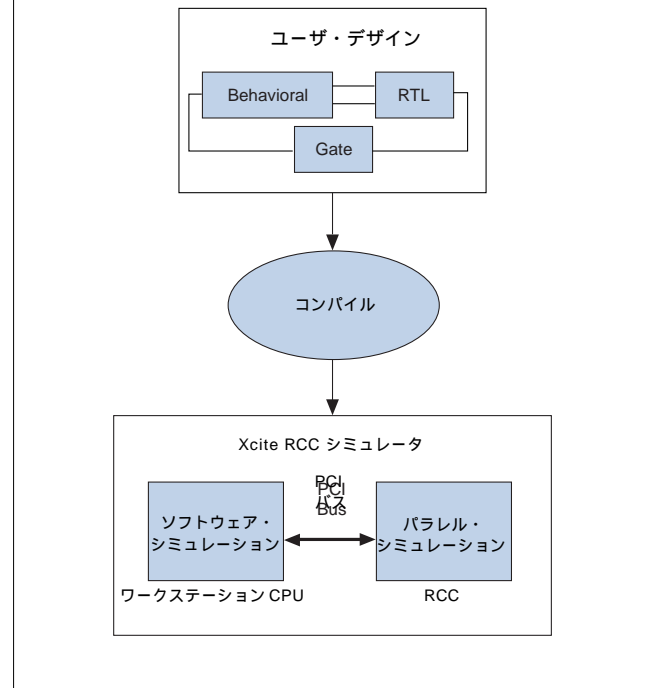 ユーザ・デザイン
Behavioral
RTL
Gate
コンパイル
Xcite RCC シミュレータ
PCI
バス
PCI
Bus
ソフトウェア・
シミュレーション
パラレル・
シミュレーション
ワークステーション CPU
RCC